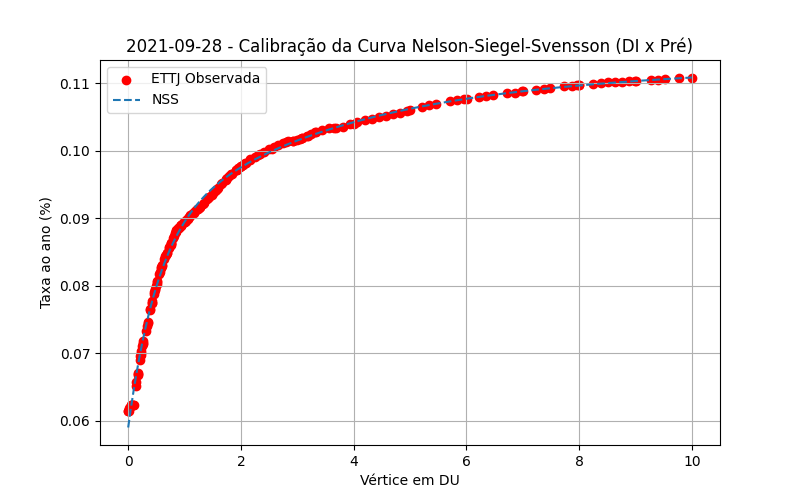 2021-09-28 - Calibração da Curva Nelson-Siegel-Svensson (DI x Pré)
ETTJ Observada
NSS
Taxa ao ano (%)
0.11
0.10
0.09
0.08
0.07
0.06
0 2 4 6 8 10
Vértice em DU